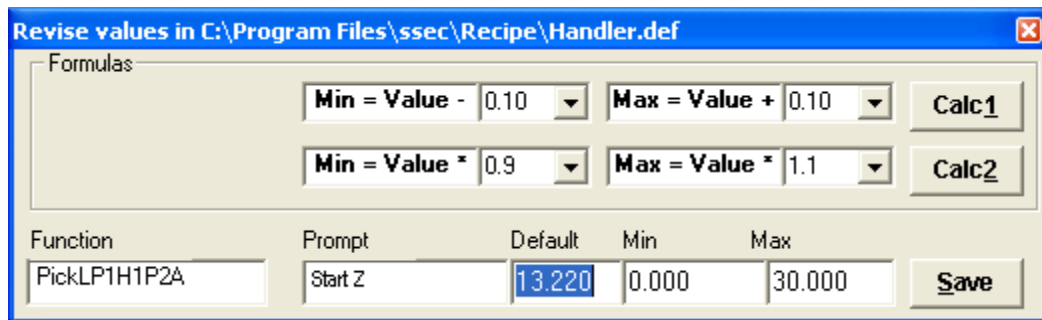 Revise values in C:\Program Files\ssec\Recipe\Handler.def
Formulas
Min = Value - 0.10 Max = Value + 0.10 Calc1
Min = Value * 0.9 Max = Value * 1.1 Calc2
Function Prompt Default Min Max
PickLP1H1P2A Start Z 13.220 0.000 30.000 Save